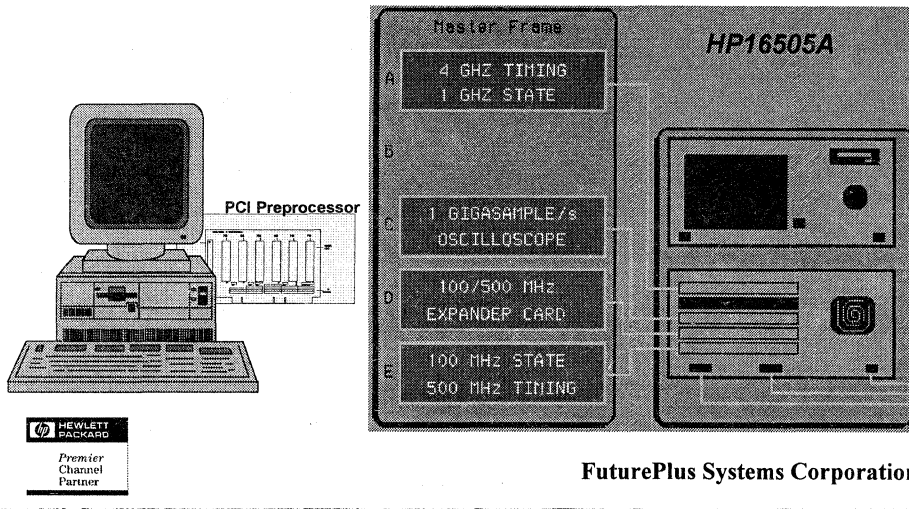 Master Frame
HP16505A
A
4 GHZ TIMING
1 GHZ STATE
B
PCI Preprocessor
C
1 GIGASAMPLE/s
OSCILLOSCOPE
D
100/500 MHz
EXPANDER CARD
E
100 MHz STATE
500 MHz TIMING
hp HEWLETT
PACKARD
Premier
Channel
Partner
FuturePlus Systems Corporation